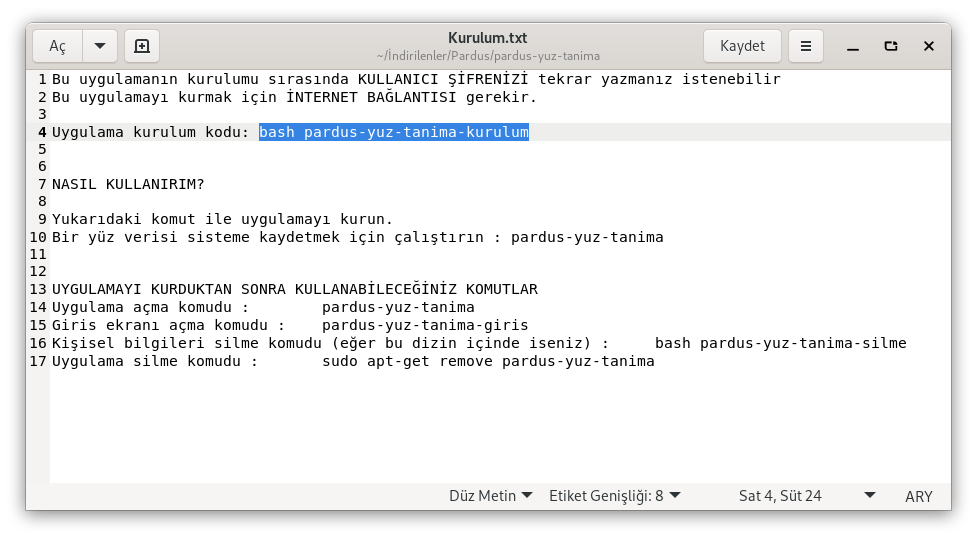 Aç
Kurulum.txt
~/İndirilenler/Pardus/pardus-yuz-tanima
Kaydet
1 Bu uygulamanın kurulumu sırasında KULLANICI ŞİFRENİZİ tekrar yazmanız istenebilir
2 Bu uygulamayı kurmak için İNTERNET BAĞLANTISI gerekir.
3
4 Uygulama kurulum kodu: bash pardus-yuz-tanima-kurulum
5
6
7 NASIL KULLANIRIM?
8
9 Yukarıdaki komut ile uygulamayı kurun.
10 Bir yüz verisi sisteme kaydetmek için çalıştırın : pardus-yuz-tanima
11
12
13 UYGULAMAYI KURDUKTAN SONRA KULLANABİLECEĞİNİZ KOMUTLAR
14 Uygulama açma komudu :        pardus-yuz-tanima
15 Giris ekranı açma komudu :    pardus-yuz-tanima-giris
16 Kişisel bilgileri silme komudu (eğer bu dizin içinde iseniz) :     bash pardus-yuz-tanima-silme
17 Uygulama silme komudu :       sudo apt-get remove pardus-yuz-tanima
Düz Metin Etiket Genişliği: 8 Sat 4, Süt 24 ARY